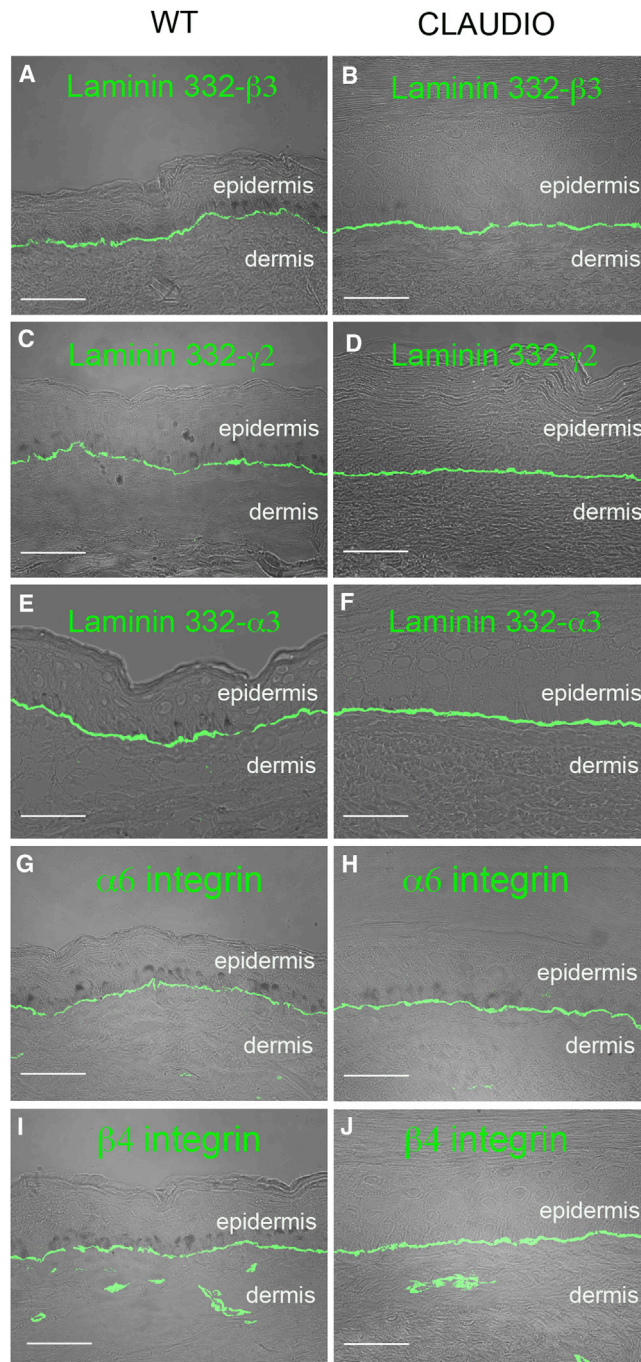 WT CLAUDIO
A Laminin 332-β3
epidermis
dermis
B Laminin 332-β3
epidermis
dermis
C Laminin 332-γ2
epidermis
dermis
D Laminin 332-γ2
epidermis
dermis
E Laminin 332-α3
epidermis
dermis
F Laminin 332-α3
epidermis
dermis
G α6 integrin
epidermis
dermis
H α6 integrin
epidermis
dermis
I β4 integrin
epidermis
dermis
J β4 integrin
epidermis
dermis